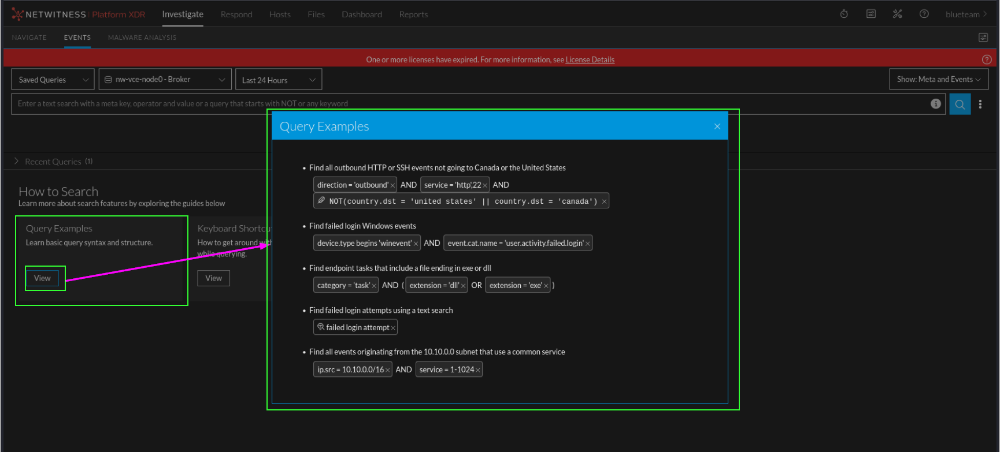 NETWITNESS Platform XDR Investigate Respond Hosts Files Dashboard Reports blueteam
NAVIGATE EVENTS MALWARE ANALYSIS
One or more licenses have expired. For more information, see License Details
Saved Queries nw-vce-node0 - Broker Last 24 Hours Show: Meta and Events
Enter a text search with a meta key, operator and value or a query that starts with NOT or any keyword
Query Examples
Recent Queries (1)
How to Search
Learn more about search features by exploring the guides below
Query Examples
Learn basic query syntax and structure.
View
Keyboard Shortcu
How to get around with
while querying.
View
• Find all outbound HTTP or SSH events not going to Canada or the United States
direction = 'outbound' × AND service = 'http',22 × AND
NOT(country.dst = 'united states' || country.dst = 'canada') ×
• Find failed login Windows events
device.type begins 'winevent' × AND event.cat.name = 'user.activity.failed.login' ×
• Find endpoint tasks that include a file ending in exe or dll
category = 'task' × AND ( extension = 'dll' × OR extension = 'exe' × )
• Find failed login attempts using a text search
failed login attempt ×
• Find all events originating from the 10.10.0.0 subnet that use a common service
ip.src = 10.10.0.0/16 × AND service = 1-1024 ×